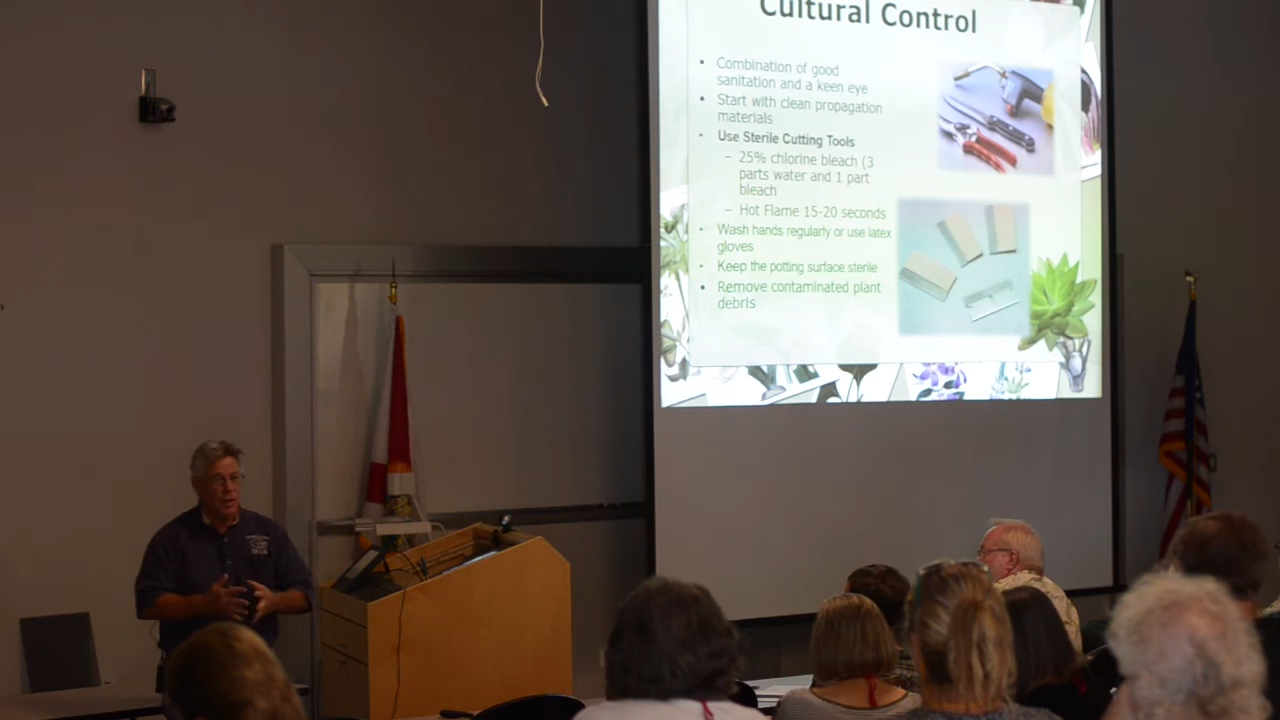 Cultural Control
• Combination of good
sanitation and a keen eye
• Start with clean propagation
materials
• Use Sterile Cutting Tools
– 25% chlorine bleach (3
parts water and 1 part
bleach
– Hot Flame 15-20 seconds
• Wash hands regularly or use latex
gloves
• Keep the potting surface sterile
• Remove contaminated plant
debris